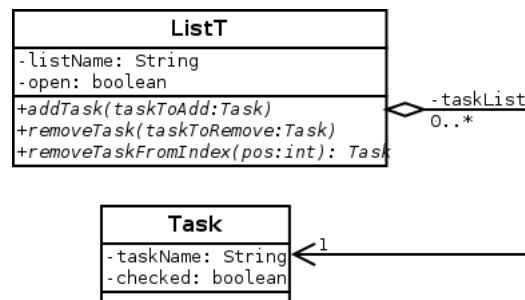 ListT
-listName: String
-open: boolean
+addTask(taskToAdd:Task)
+removeTask(taskToRemove:Task)
+removeTaskFromIndex(pos:int): Task
-taskList
0..*
Task
1
-taskName: String
-checked: boolean